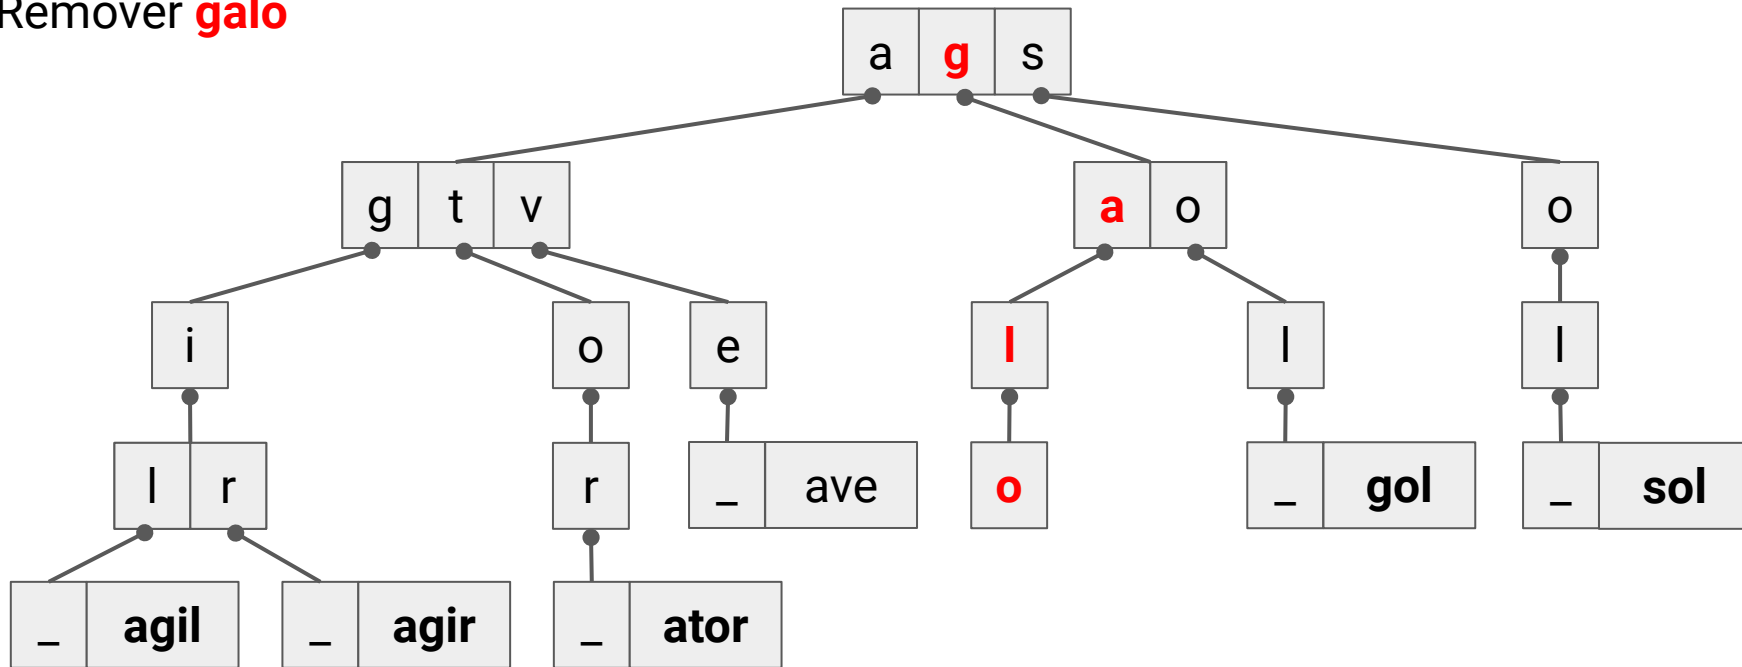 Remover galo
a g s
g t v a o o
i o e l l l
l r r _ ave o _ gol _ sol
_ agil _ agir _ ator